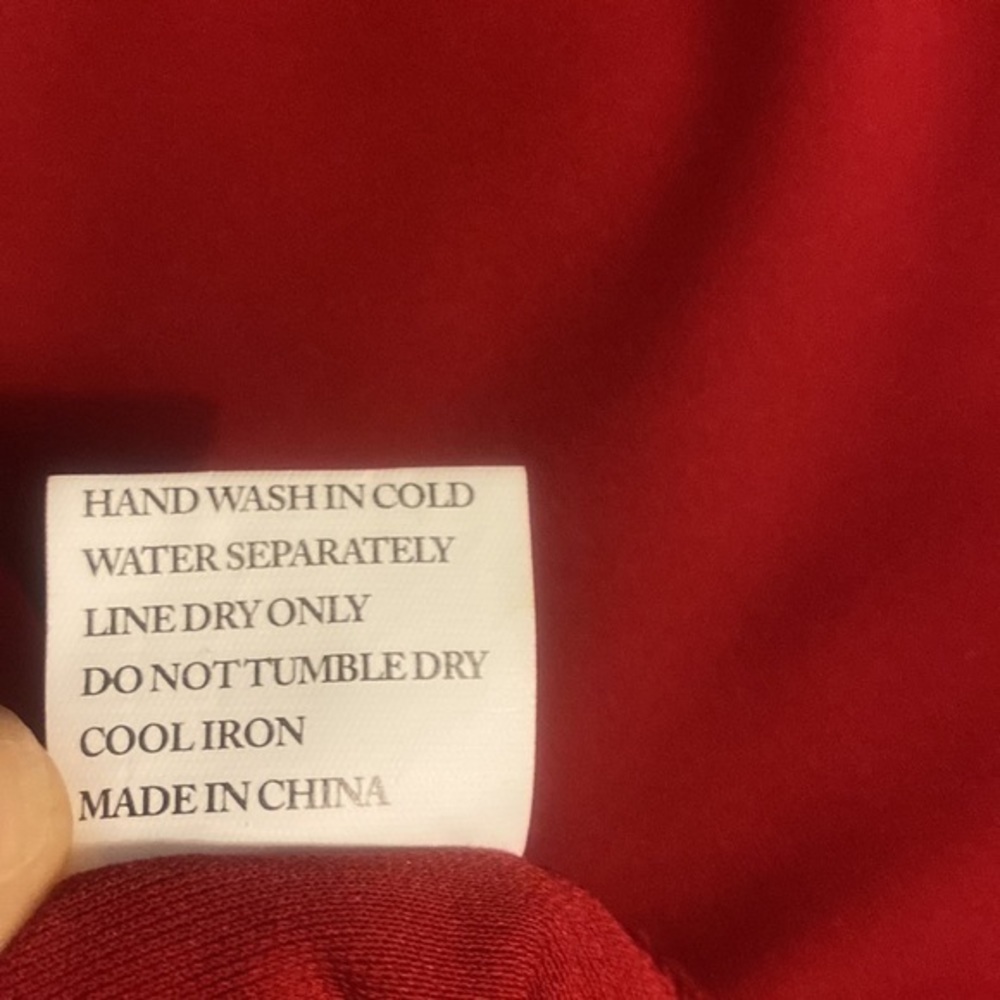 HAND WASH IN COLD
WATER SEPARATELY
LINE DRY ONLY
DO NOT TUMBLE DRY
COOL IRON
MADE IN CHINA